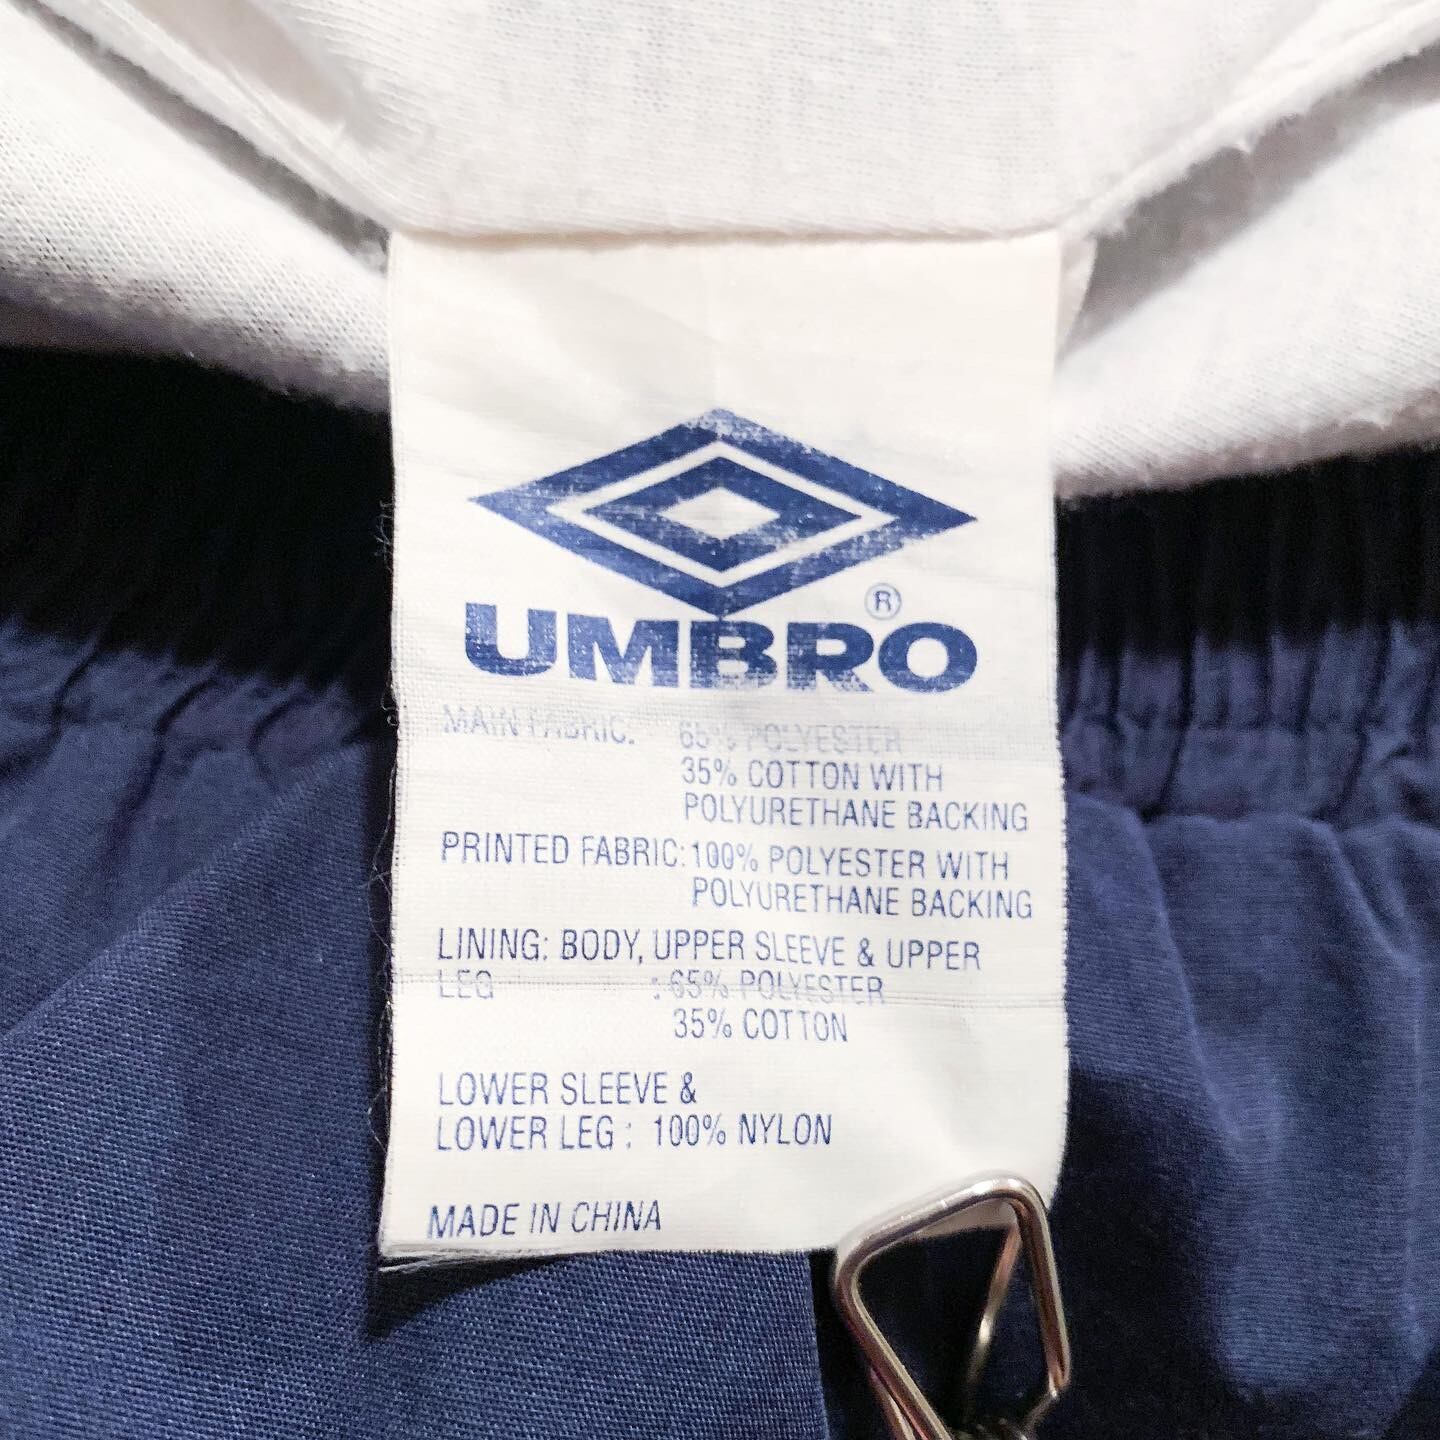 UMBRO ®
MAIN FABRIC. 65% POLYESTER
35% COTTON WITH
POLYURETHANE BACKING
PRINTED FABRIC: 100% POLYESTER WITH
POLYURETHANE BACKING
LINING: BODY, UPPER SLEEVE & UPPER
LEG : 65% POLYESTER
35% COTTON
LOWER SLEEVE &
LOWER LEG : 100% NYLON
MADE IN CHINA